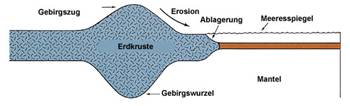 Gebirgszug
Erosion
Ablagerung
Meeresspiegel
Erdkruste
Mantel
Gebirgswurzel